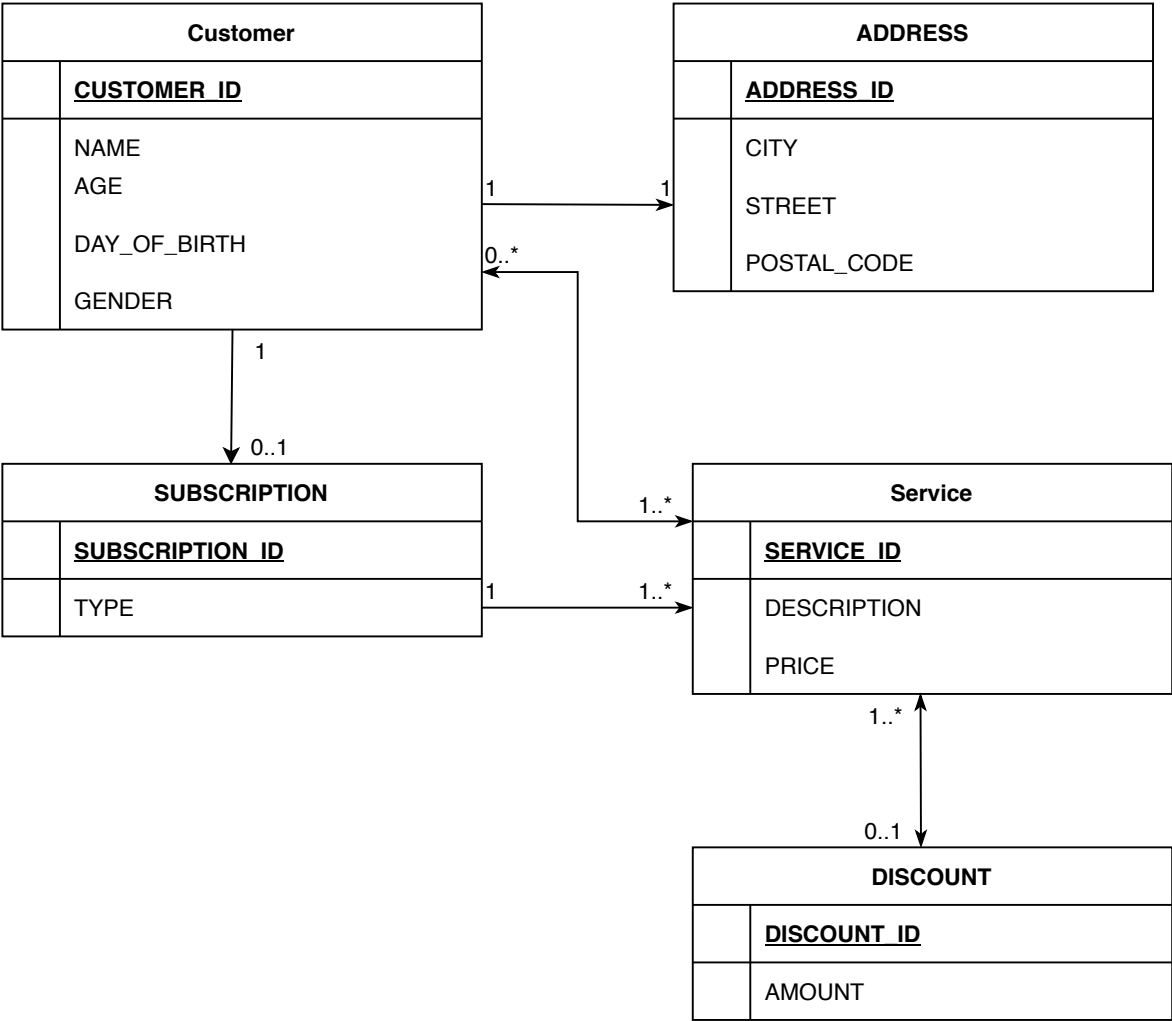 Customer
CUSTOMER_ID
NAME
AGE
DAY_OF_BIRTH
GENDER
ADDRESS
ADDRESS_ID
CITY
STREET
POSTAL_CODE
1
1
0..*
1
0..1
SUBSCRIPTION
SUBSCRIPTION_ID
TYPE
1..*
1
1..*
Service
SERVICE_ID
DESCRIPTION
PRICE
1..*
0..1
DISCOUNT
DISCOUNT_ID
AMOUNT